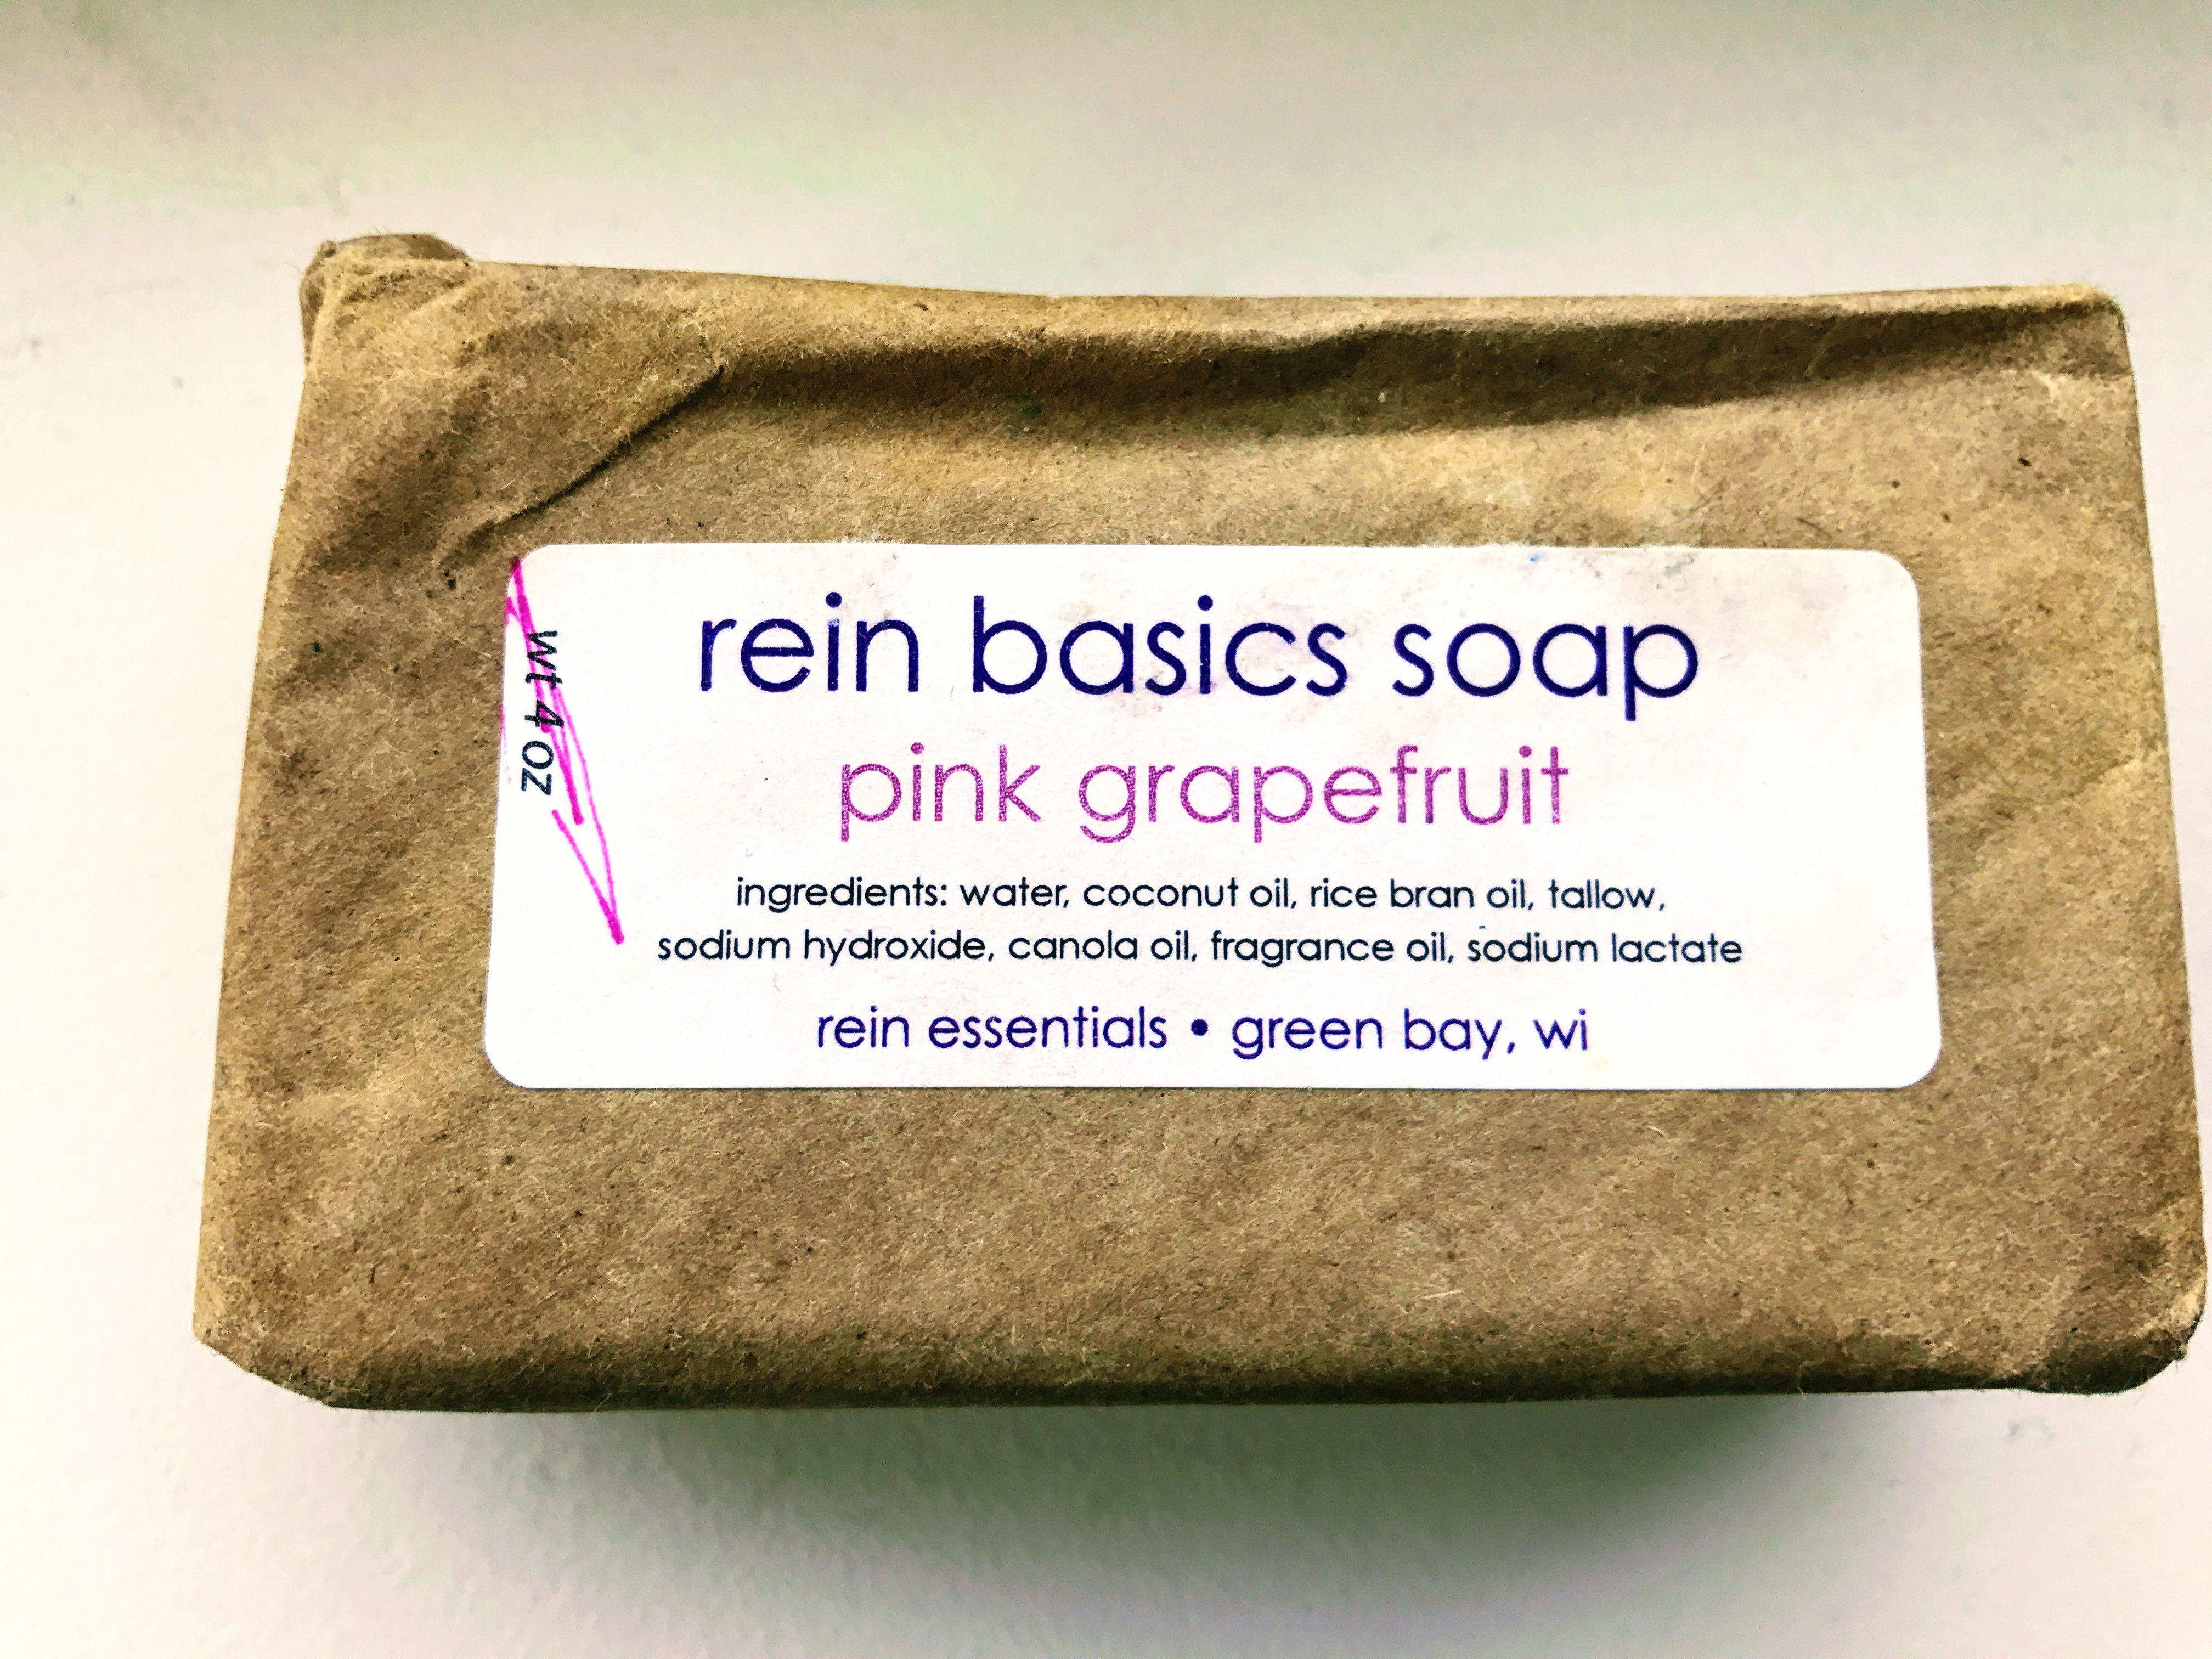 rein basics soap
pink grapefruit
ingredients: water, coconut oil, rice bran oil, tallow,
sodium hydroxide, canola oil, fragrance oil, sodium lactate
rein essentials • green bay, wi
wt 4 oz